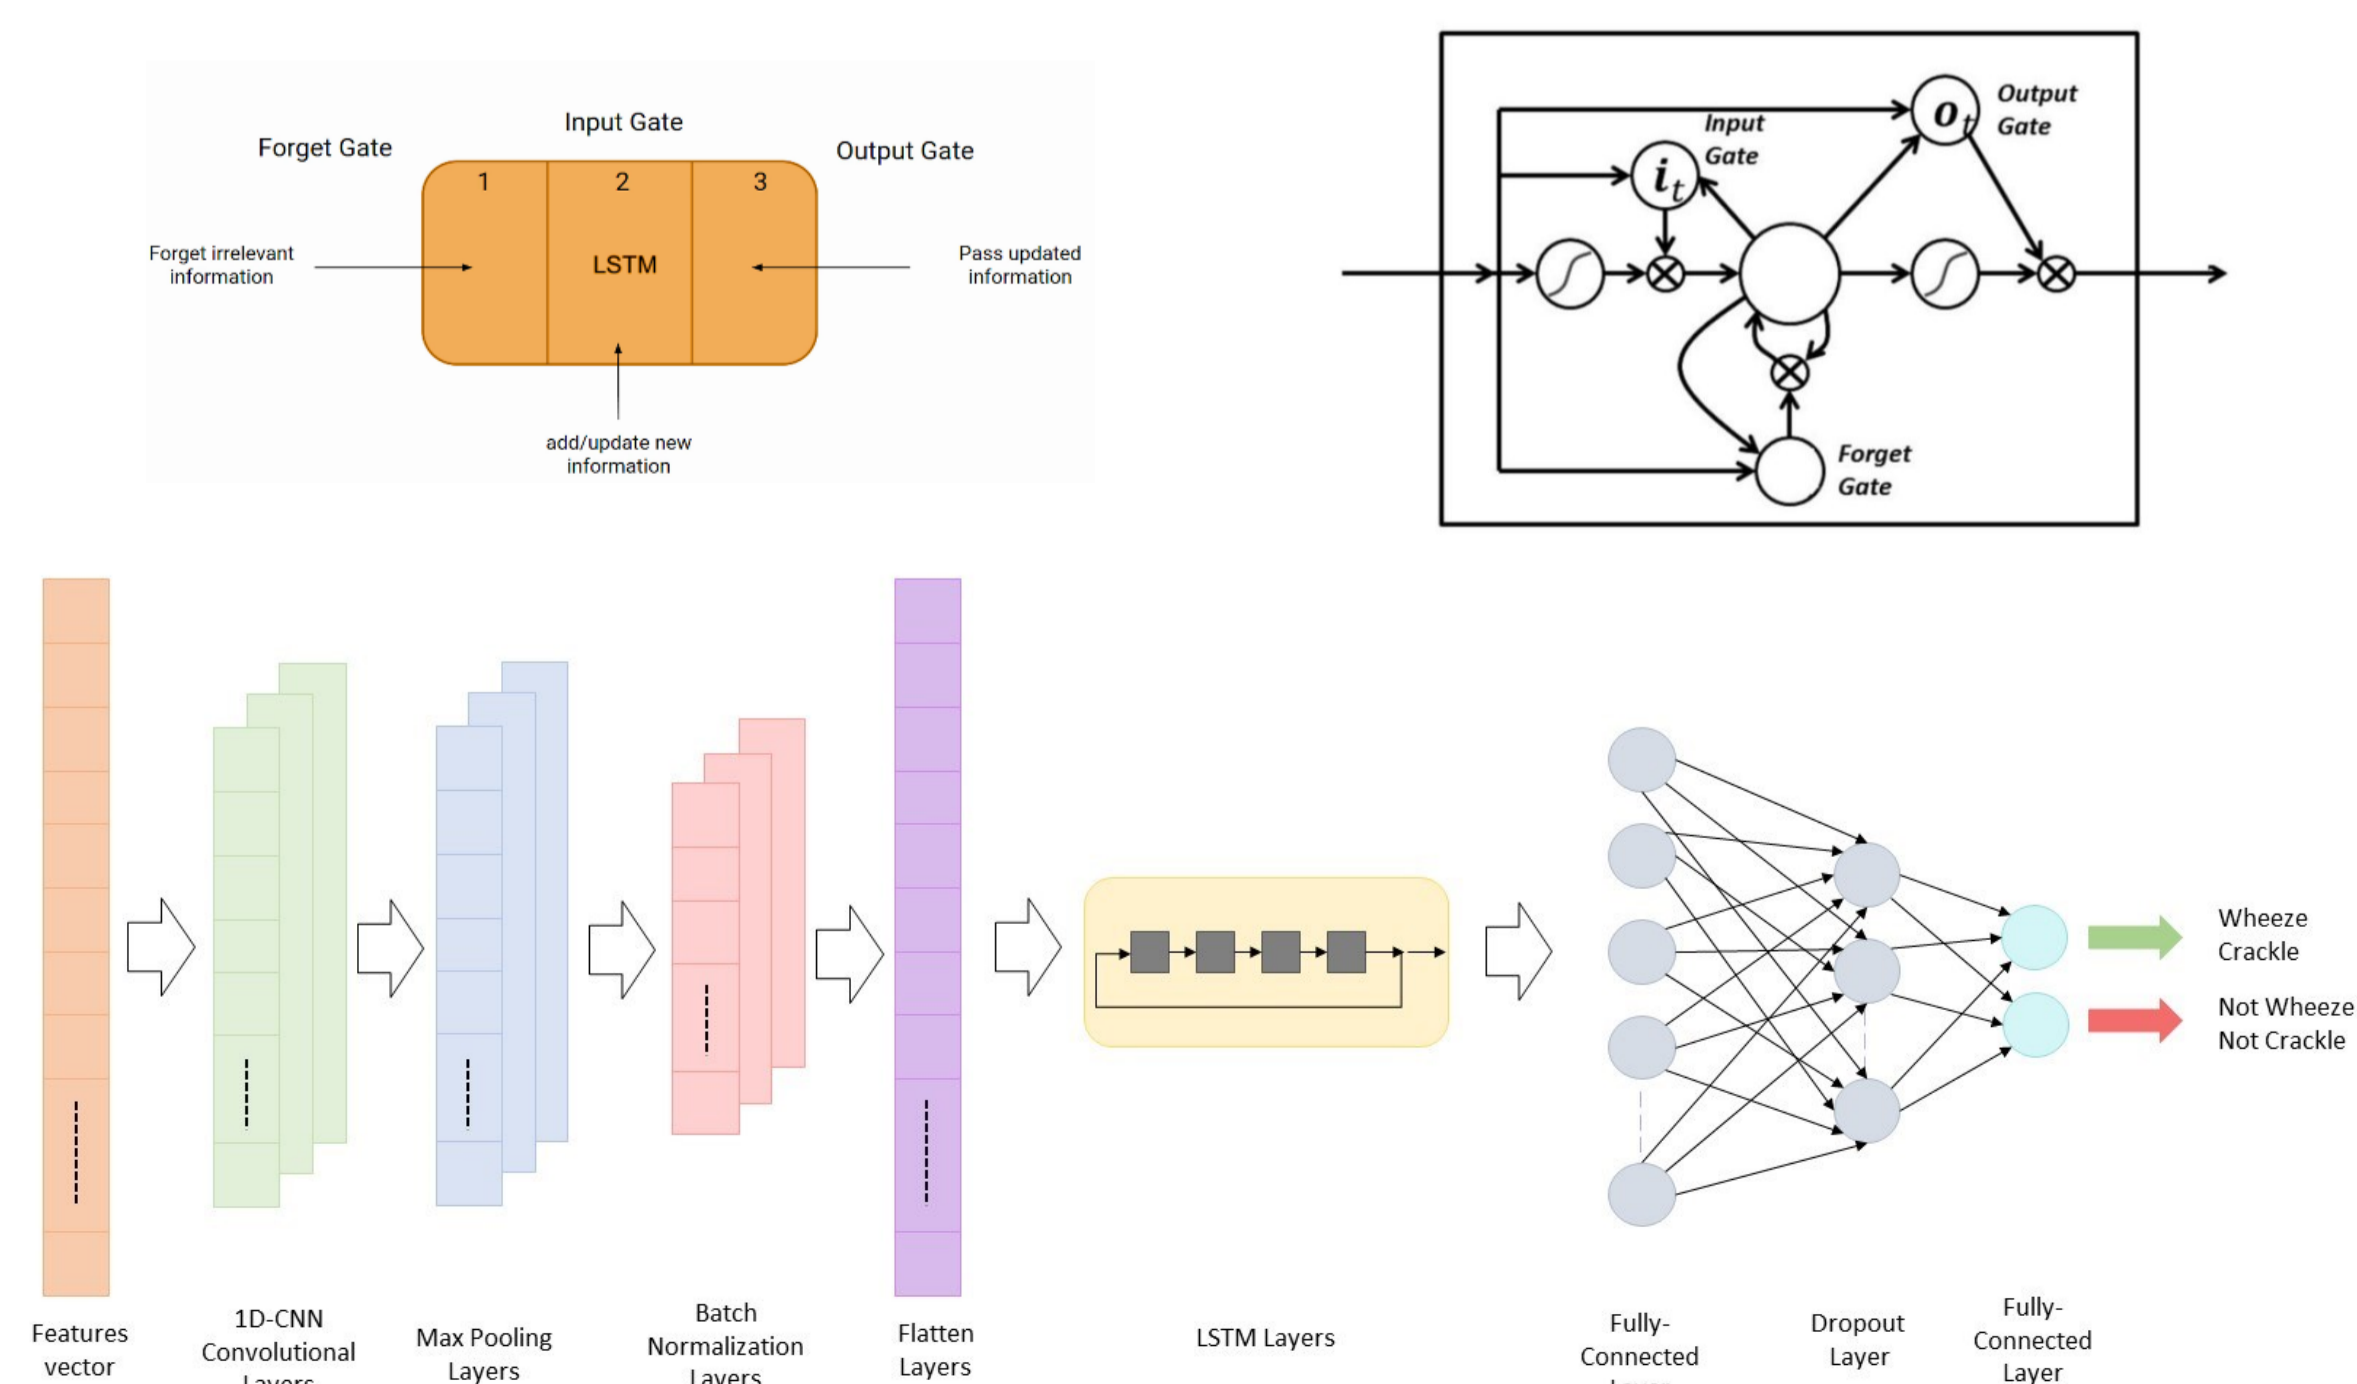 Input Gate
Forget Gate
Output Gate
1
2
3
Forget irrelevant
information
LSTM
Pass updated
information
add/update new
information
Output
Gate
o t
Input
Gate
i t
Forget
Gate
Wheeze
Crackle
Not Wheeze
Not Crackle
Features
vector
1D-CNN
Convolutional
Layers
Max Pooling
Layers
Batch
Normalization
Layers
Flatten
Layers
LSTM Layers
Fully-
Connected
Dropout
Layer
Fully-
Connected
Layer